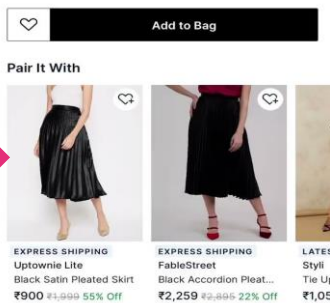 Add to Bag
Pair It With
EXPRESS SHIPPING EXPRESS SHIPPING LATES
Uptownie Lite FableStreet Styli
Black Satin Pleated Skirt Black Accordion Pleat... Tie Up
₹900 ₹1,999 55% Off ₹2,259 ₹2,895 22% Off ₹1,05